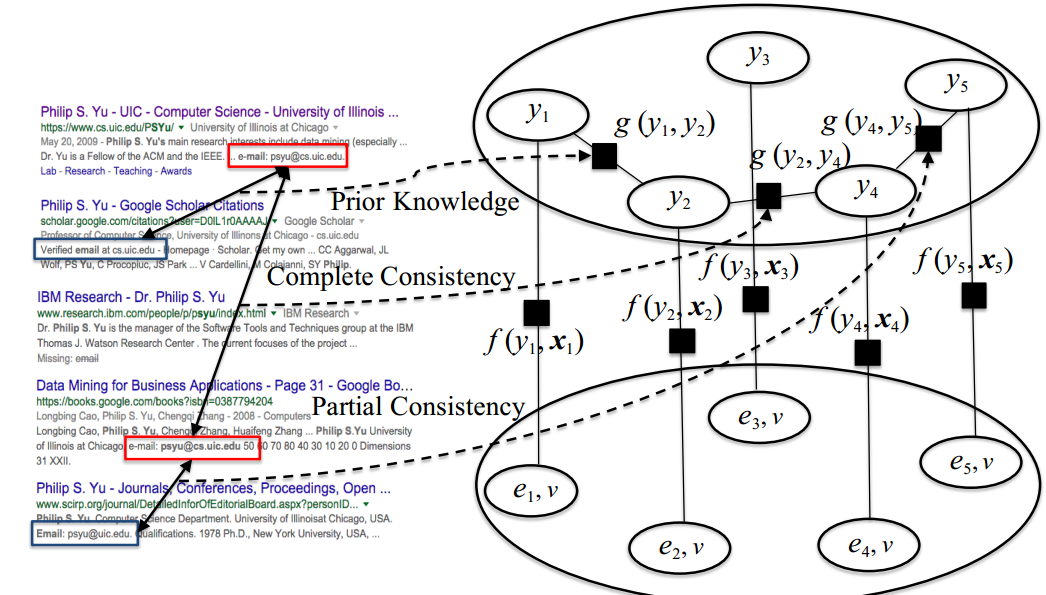 Philip S. Yu - UIC - Computer Science - University of Illinois ...
https://www.cs.uic.edu/PSYu/ ▾ University of Illinois at Chicago ▾
May 20, 2009 - Philip S. Yu's main research interests include data mining (especially ...
Dr. Yu is a Fellow of the ACM and the IEEE. ... e-mail: psyu@cs.uic.edu.
Lab - Research - Teaching - Awards
Philip S. Yu - Google Scholar Citations
scholar.google.com/citations?user=D0IL1r0AAAAJ ▾ Google Scholar ▾
Professor of Computer Science, University of Illinons at Chicago - cs.uic.edu
Verified email at cs.uic.edu - Homepage · Scholar. Get my own ... CC Aggarwal, JL
Wolf, PS Yu, C Procopiuc, JS Park ... V Cardellini, M Colajanni, SY Philip.
IBM Research - Dr. Philip S. Yu
www.research.ibm.com/people/p/psyu/index.html ▾ IBM Research ▾
Dr. Philip S. Yu is the manager of the Software Tools and Techniques group at the IBM
Thomas J. Watson Research Center . The current focuses of the project ...
Missing: email
Data Mining for Business Applications - Page 31 - Google Bo...
https://books.google.com/books?isbn=0387794204
Longbing Cao, Philip S. Yu, Chengqi Zhang - 2008 - Computers
Longbing Cao, Philip S. Yu, Chengqi Zhang, Huaifeng Zhang ... Philip S.Yu University
of Illinois at Chicago e-mail: psyu@cs.uic.edu 50 60 70 80 40 30 10 20 0 Dimensions
31 XXII.
Philip S. Yu - Journals, Conferences, Proceedings, Open ...
www.scirp.org/journal/DetailedInforOfEditorialBoard.aspx?personID... ▾
Philip S. Yu, Computer Science Department. University of Illinoisat Chicago, USA.
Email: psyu@uic.edu. Qualifications. 1978 Ph.D., New York University, USA, ...
Prior Knowledge
Complete Consistency
Partial Consistency
y3
y5
y1
g (y1, y2)
g (y4, y5)
g (y2, y4)
y2
y4
f (y3, x3)
f (y5, x5)
f (y2, x2)
f (y4, x4)
f (y1, x1)
e3, v
e5, v
e1, v
e2, v
e4, v